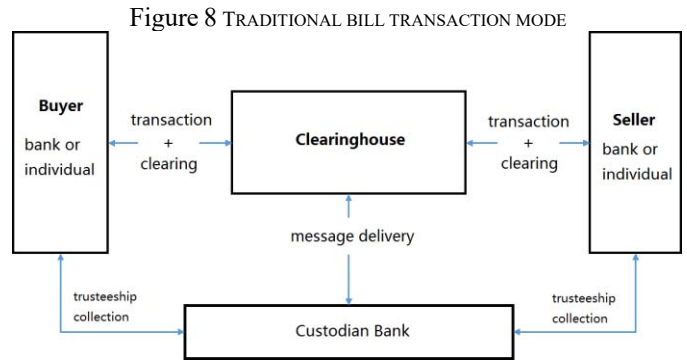 Figure 8 TRADITIONAL BILL TRANSACTION MODE
Buyer
bank or
individual
transaction
+
clearing
Clearinghouse
transaction
+
clearing
Seller
bank or
individual
message delivery
trusteeship
collection
Custodian Bank
trusteeship
collection